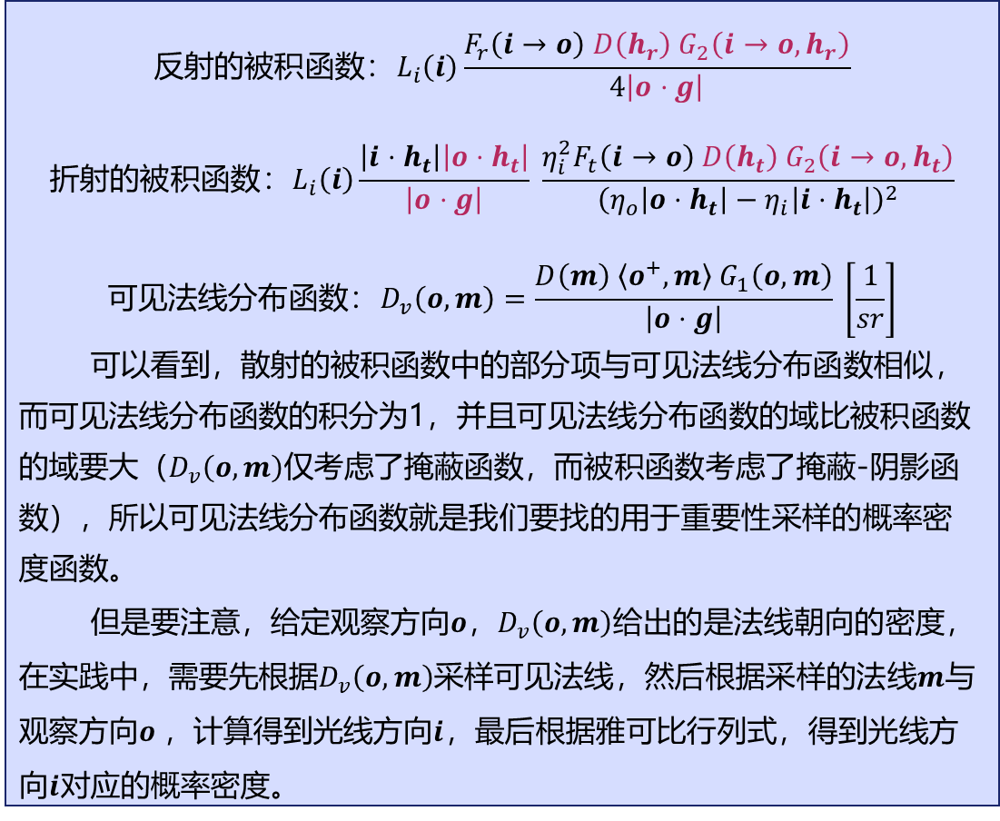 反射的被积函数：$L_i(\boldsymbol{i})\frac{F_r(\boldsymbol{i}\to\boldsymbol{o})\,D(\boldsymbol{h_r})\,G_2(\boldsymbol{i}\to\boldsymbol{o},\boldsymbol{h_r})}{4|\boldsymbol{o}\cdot\boldsymbol{g}|}$
折射的被积函数：$L_i(\boldsymbol{i})\frac{|\boldsymbol{i}\cdot\boldsymbol{h_t}||\boldsymbol{o}\cdot\boldsymbol{h_t}|}{|\boldsymbol{o}\cdot\boldsymbol{g}|}\frac{\eta_i^2F_t(\boldsymbol{i}\to\boldsymbol{o})\,D(\boldsymbol{h_t})\,G_2(\boldsymbol{i}\to\boldsymbol{o},\boldsymbol{h_t})}{(\eta_o|\boldsymbol{o}\cdot\boldsymbol{h_t}|-\eta_i|\boldsymbol{i}\cdot\boldsymbol{h_t}|)^2}$
可见法线分布函数：$D_v(\boldsymbol{o},\boldsymbol{m})=\frac{D(\boldsymbol{m})\,\langle\boldsymbol{o}^+,\boldsymbol{m}\rangle\,G_1(\boldsymbol{o},\boldsymbol{m})}{|\boldsymbol{o}\cdot\boldsymbol{g}|}\left[\frac{1}{sr}\right]$
可以看到，散射的被积函数中的部分项与可见法线分布函数相似，
而可见法线分布函数的积分为1，并且可见法线分布函数的域比被积函数
的域要大（$D_v(\boldsymbol{o},\boldsymbol{m})$仅考虑了掩蔽函数，而被积函数考虑了掩蔽-阴影函
数），所以可见法线分布函数就是我们要找的用于重要性采样的概率密
度函数。
但是要注意，给定观察方向$\boldsymbol{o}$，$D_v(\boldsymbol{o},\boldsymbol{m})$给出的是法线朝向的密度，
在实践中，需要先根据$D_v(\boldsymbol{o},\boldsymbol{m})$采样可见法线，然后根据采样的法线$\boldsymbol{m}$与
观察方向$\boldsymbol{o}$，计算得到光线方向$\boldsymbol{i}$，最后根据雅可比行列式，得到光线方
向$\boldsymbol{i}$对应的概率密度。